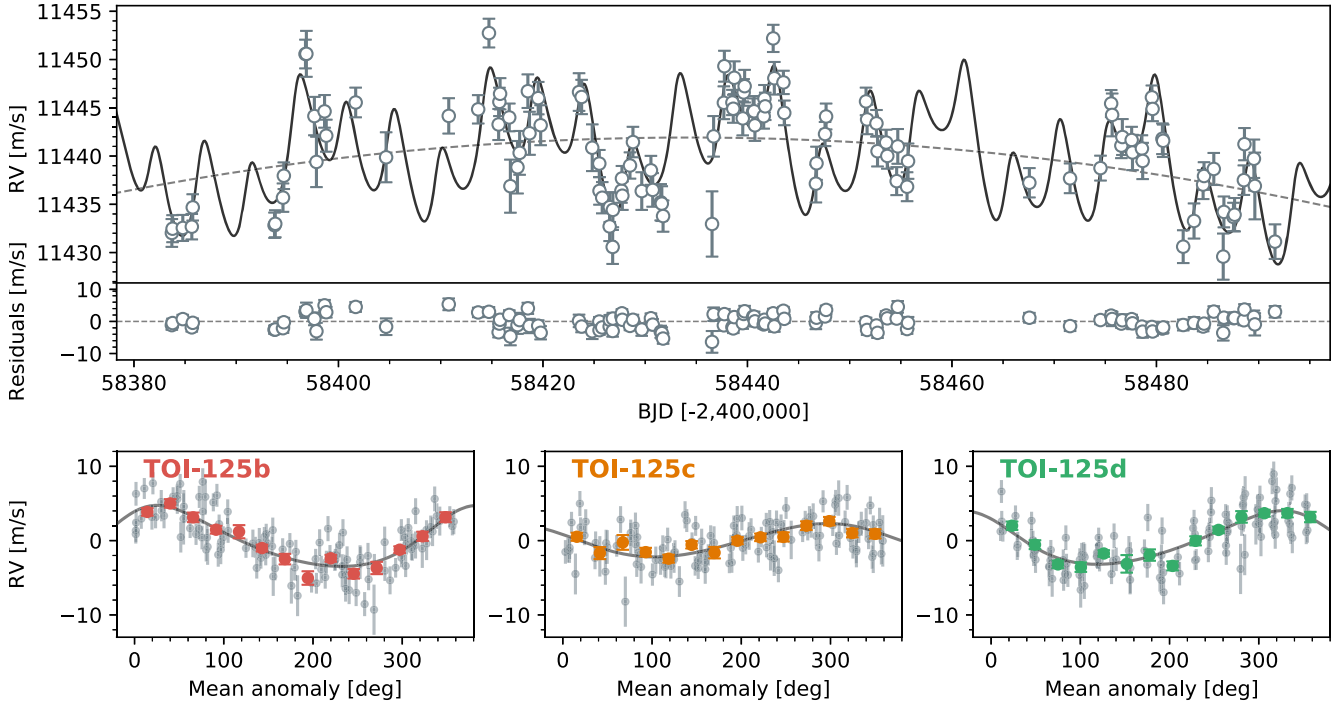 11455
11450
11445
11440
11435
11430
RV [m/s]
10
0
−10
Residuals [m/s]
58380 58400 58420 58440 58460 58480
BJD [-2,400,000]
TOI-125b TOI-125c TOI-125d
10 10 10
0 0 0
−10 −10 −10
RV [m/s]
0 100 200 300 0 100 200 300 0 100 200 300
Mean anomaly [deg] Mean anomaly [deg] Mean anomaly [deg]